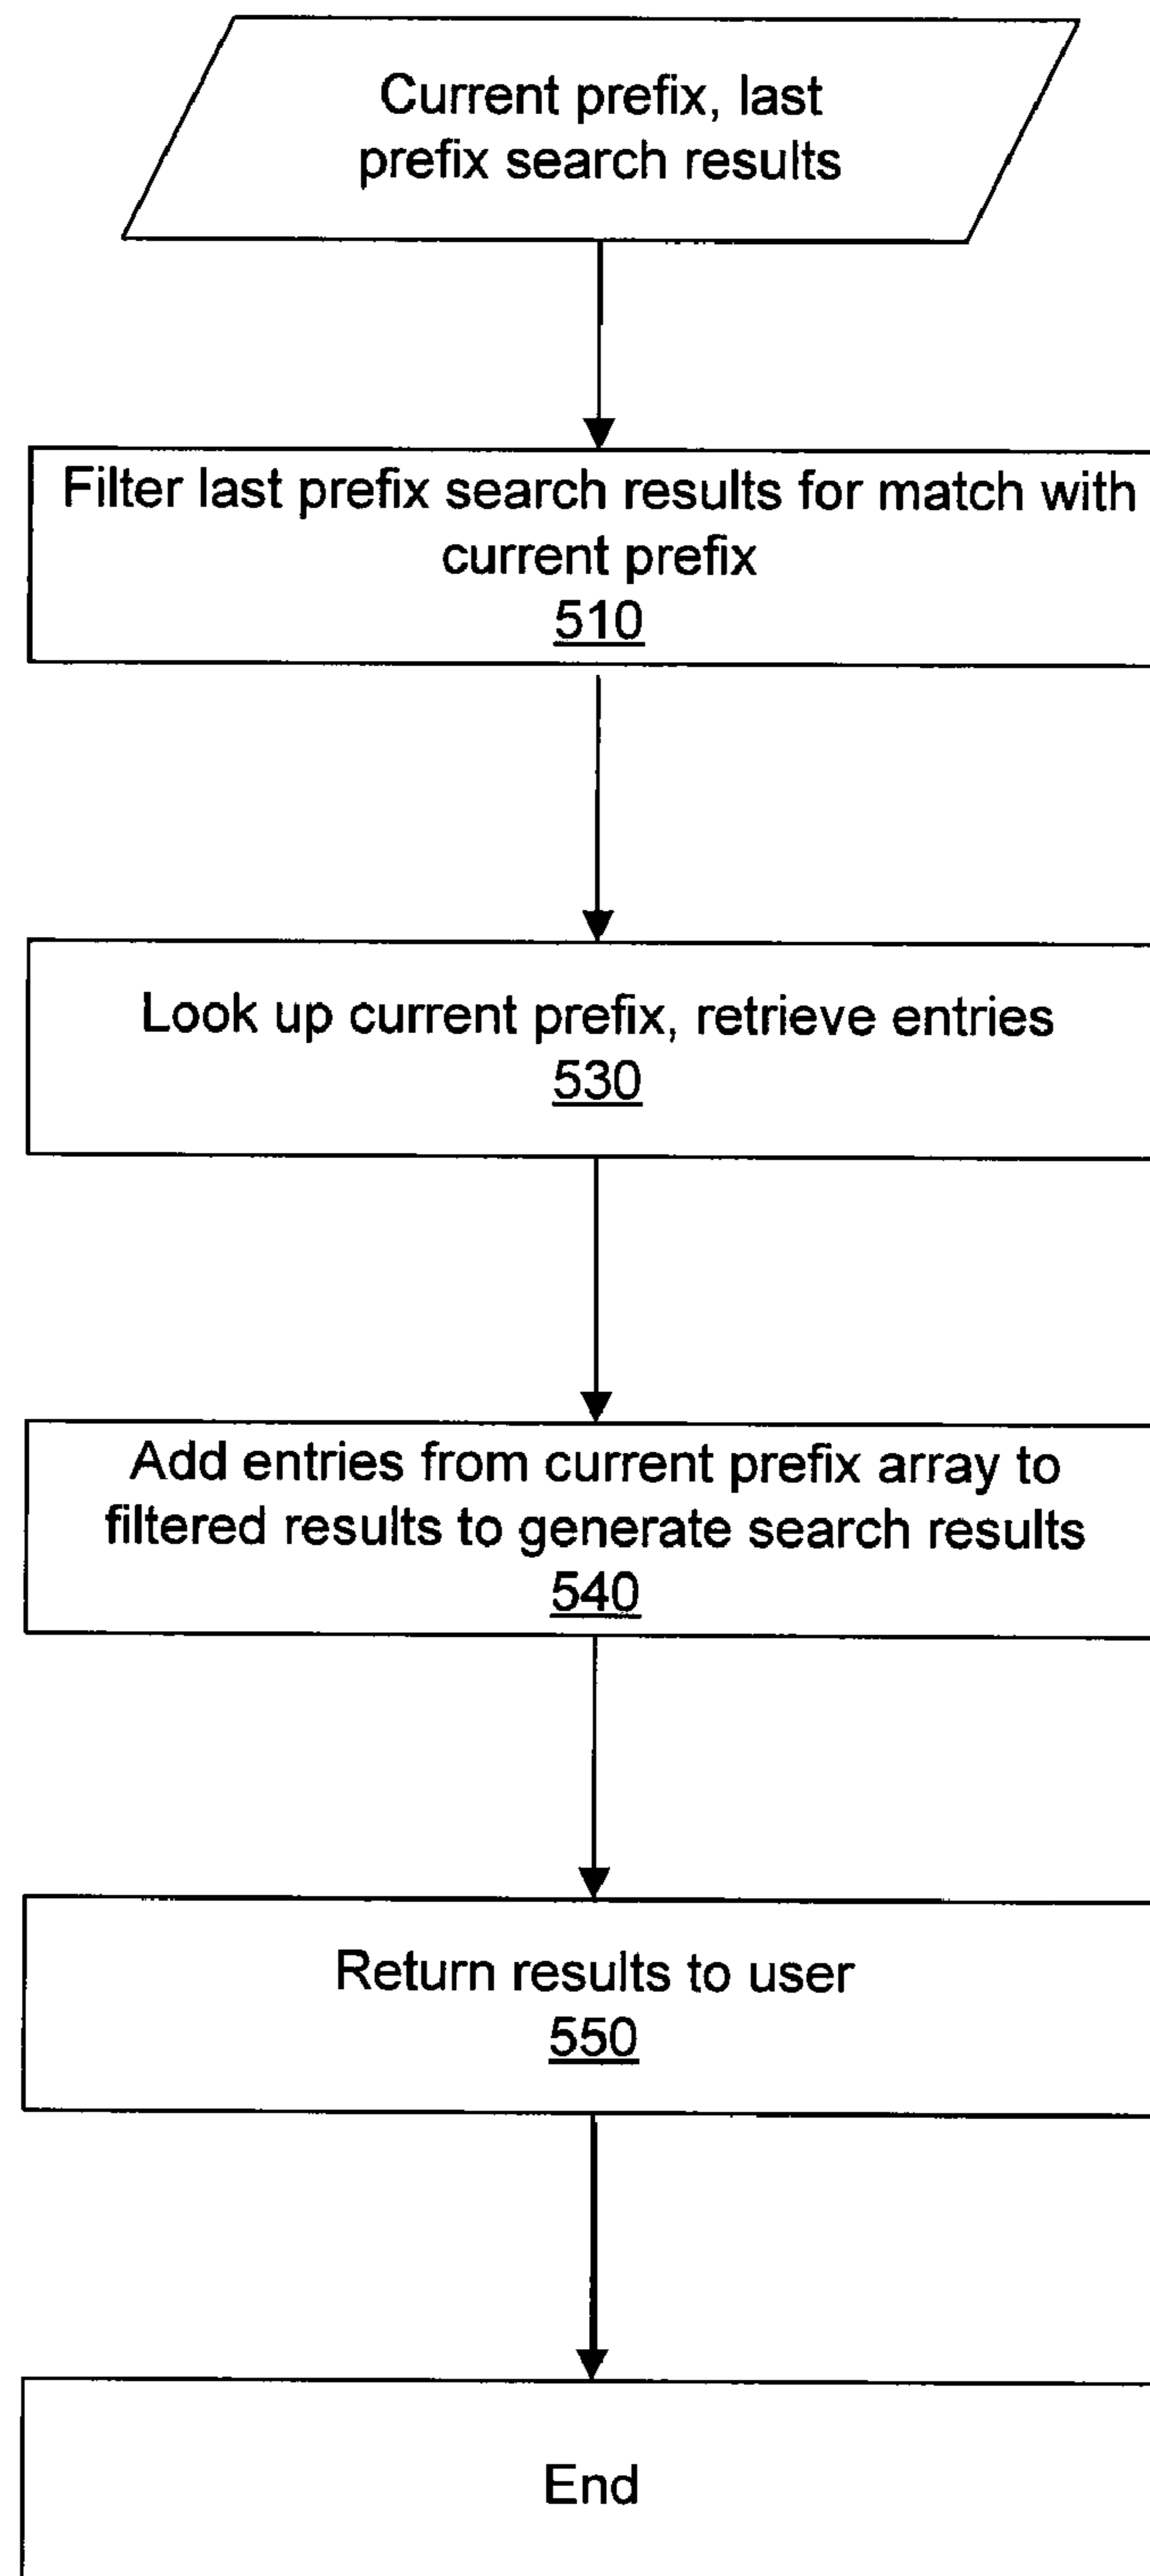 Current prefix, last
prefix search results
Filter last prefix search results for match with
current prefix
510
Look up current prefix, retrieve entries
530
Add entries from current prefix array to
filtered results to generate search results
540
Return results to user
550
End